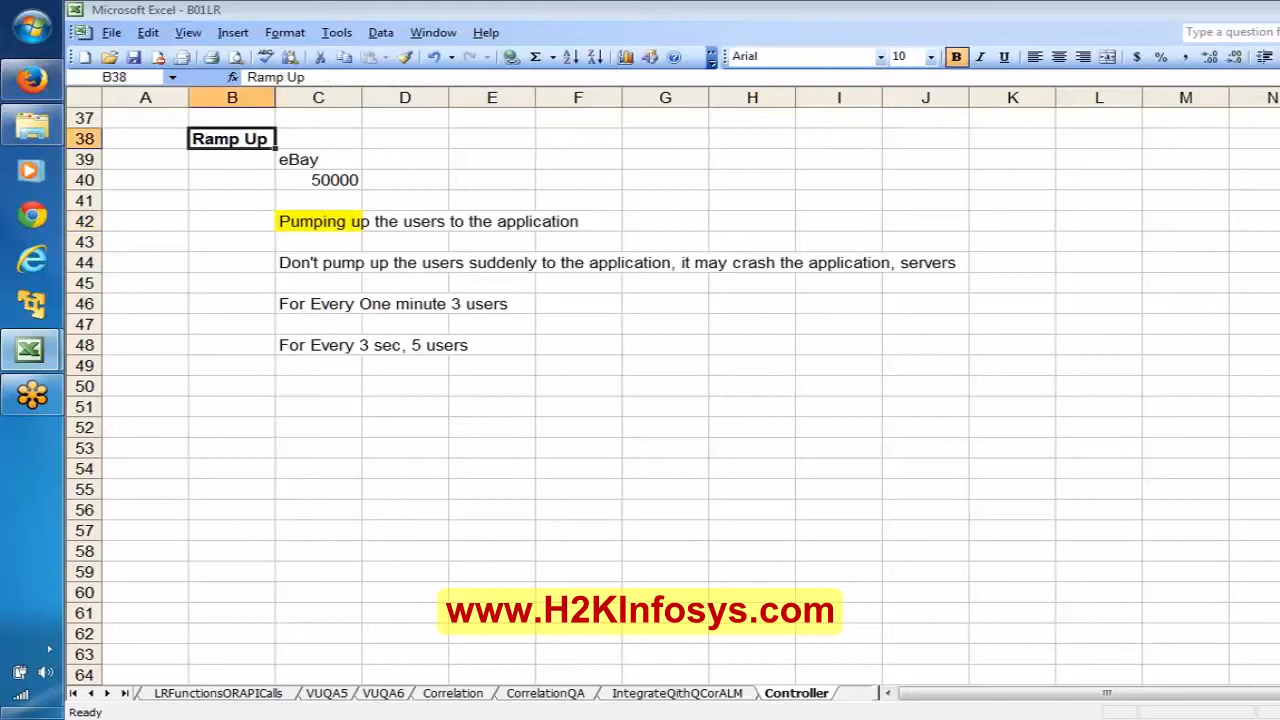 Microsoft Excel - B01LR
File Edit View Insert Format Tools Data Window Help
Type a question f
Arial 10 B I U $ % ,
B38 fx Ramp Up
A B C D E F G H I J K L M N
37
38 Ramp Up
39 eBay
40 50000
41
42 Pumping up the users to the application
43
44 Don't pump up the users suddenly to the application, it may crash the application, servers
45
46 For Every One minute 3 users
47
48 For Every 3 sec, 5 users
49
50
51
52
53
54
55
56
57
58
59
60
www.H2KInfosys.com
61
62
63
64
LRFunctionsORAPICalls VUQA5 VUQA6 Correlation CorrelationQA IntegrateQithQCorALM Controller
Ready